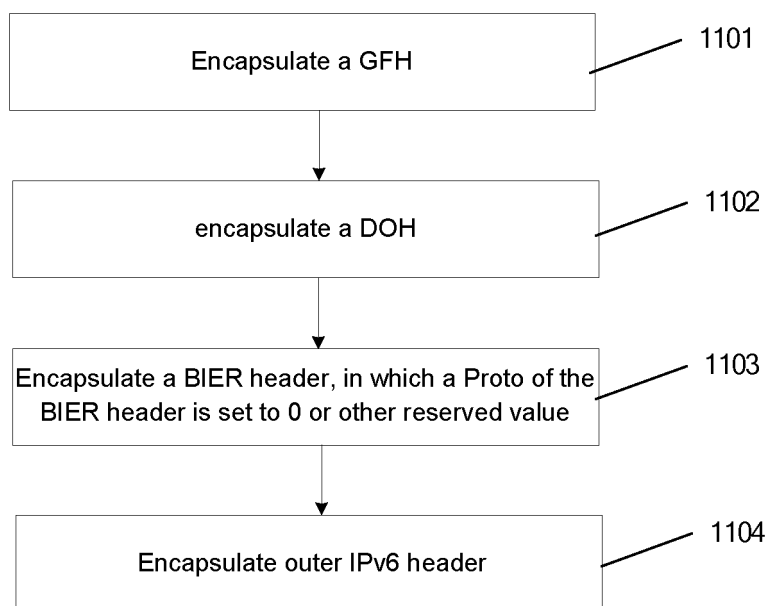 Encapsulate a GFH
1101
encapsulate a DOH
1102
Encapsulate a BIER header, in which a Proto of the
BIER header is set to 0 or other reserved value
1103
Encapsulate outer IPv6 header
1104